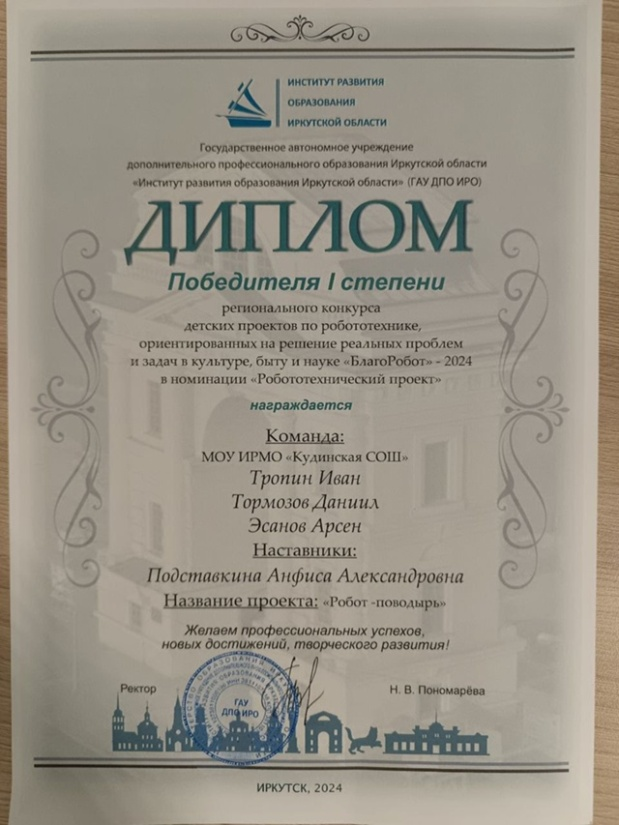 ИНСТИТУТ РАЗВИТИЯ
ОБРАЗОВАНИЯ
ИРКУТСКОЙ ОБЛАСТИ
Государственное автономное учреждение
дополнительного профессионального образования Иркутской области
«Институт развития образования Иркутской области» (ГАУ ДПО ИРО)
ДИПЛОМ
Победителя I степени
регионального конкурса
детских проектов по робототехнике,
ориентированных на решение реальных проблем
и задач в культуре, быту и науке «БлагоРобот» - 2024
в номинации «Робототехнический проект»
награждается
Команда:
МОУ ИРМО «Кудинская СОШ»
Тропин Иван
Тормозов Даниил
Эсанов Арсен
Наставники:
Подставкина Анфиса Александровна
Название проекта: «Робот -поводырь»
Желаем профессиональных успехов,
новых достижений, творческого развития!
Ректор
Н. В. Пономарёва
ГАУ
ДПО ИРО
ИРКУТСК, 2024